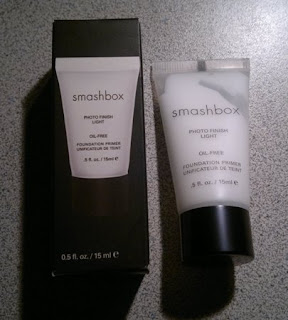 smashbox
PHOTO FINISH
LIGHT
OIL-FREE
FOUNDATION PRIMER
UNIFICATEUR DE TEINT
.5 fl. oz. / 15ml ℮
0.5 fl. oz. / 15 ml ℮
smashbox
PHOTO FINISH
LIGHT
OIL-FREE
FOUNDATION PRIMER
UNIFICATEUR DE TEINT
.5 fl. oz. / 15ml ℮